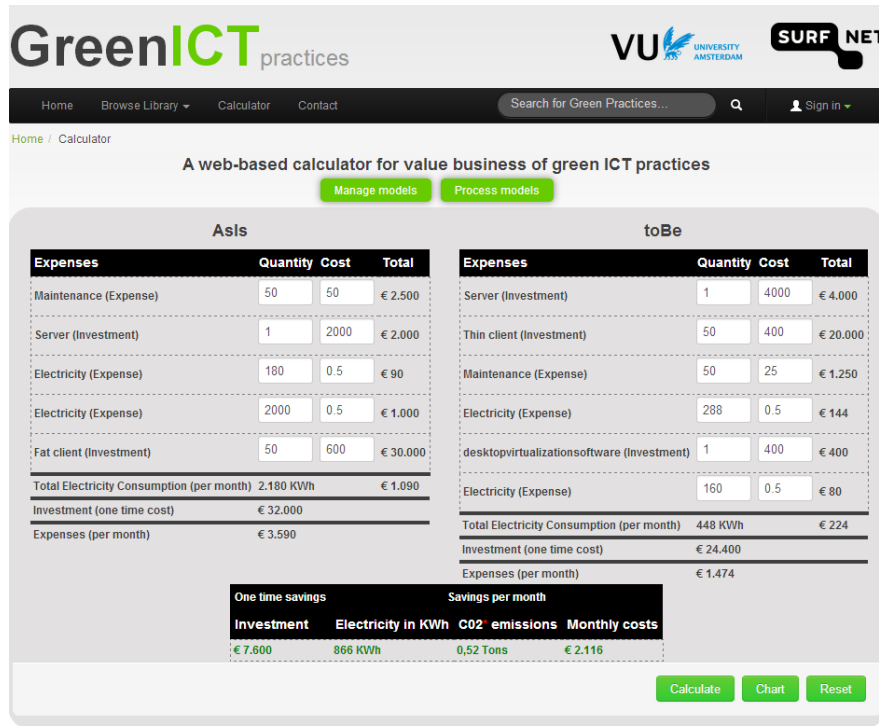 GreenICT practices
VU UNIVERSITY AMSTERDAM
SURF NET
Home Browse Library Calculator Contact Search for Green Practices... Sign in
Home / Calculator
A web-based calculator for value business of green ICT practices
Manage models Process models
AsIs
Expenses Quantity Cost Total
Maintenance (Expense) 50 50 € 2.500
Server (Investment) 1 2000 € 2.000
Electricity (Expense) 180 0.5 € 90
Electricity (Expense) 2000 0.5 € 1.000
Fat client (Investment) 50 600 € 30.000
Total Electricity Consumption (per month) 2.180 KWh € 1.090
Investment (one time cost) € 32.000
Expenses (per month) € 3.590
toBe
Expenses Quantity Cost Total
Server (Investment) 1 4000 € 4.000
Thin client (Investment) 50 400 € 20.000
Maintenance (Expense) 50 25 € 1.250
Electricity (Expense) 288 0.5 € 144
desktopvirtualizationsoftware (Investment) 1 400 € 400
Electricity (Expense) 160 0.5 € 80
Total Electricity Consumption (per month) 448 KWh € 224
Investment (one time cost) € 24.400
Expenses (per month) € 1.474
One time savings Savings per month
Investment Electricity in KWh C02* emissions Monthly costs
€ 7.600 866 KWh 0,52 Tons € 2.116
Calculate Chart Reset